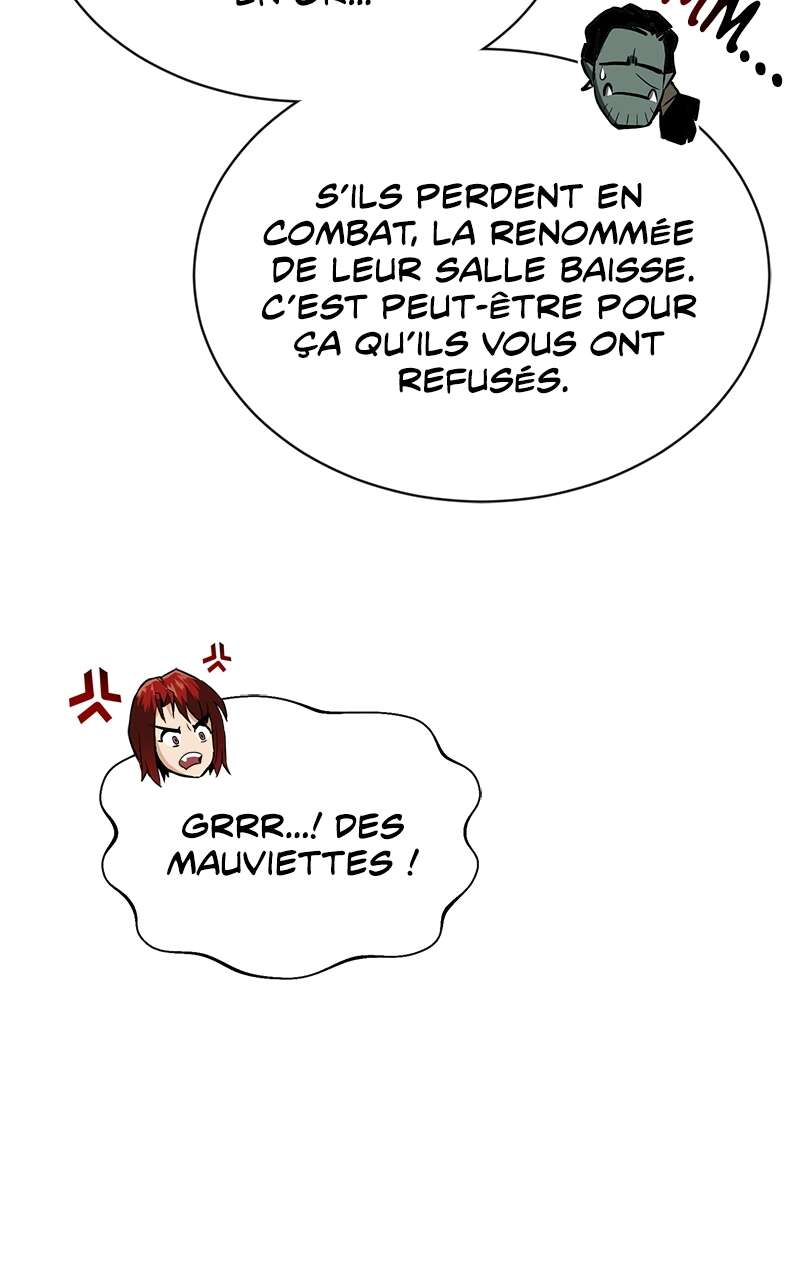 S'ILS PERDENT EN
COMBAT, LA RENOMMÉE
DE LEUR SALLE BAISSE.
C'EST PEUT-ÊTRE POUR
ÇA QU'ILS VOUS ONT
REFUSÉS.
GRRR...! DES
MAUVIETTES !